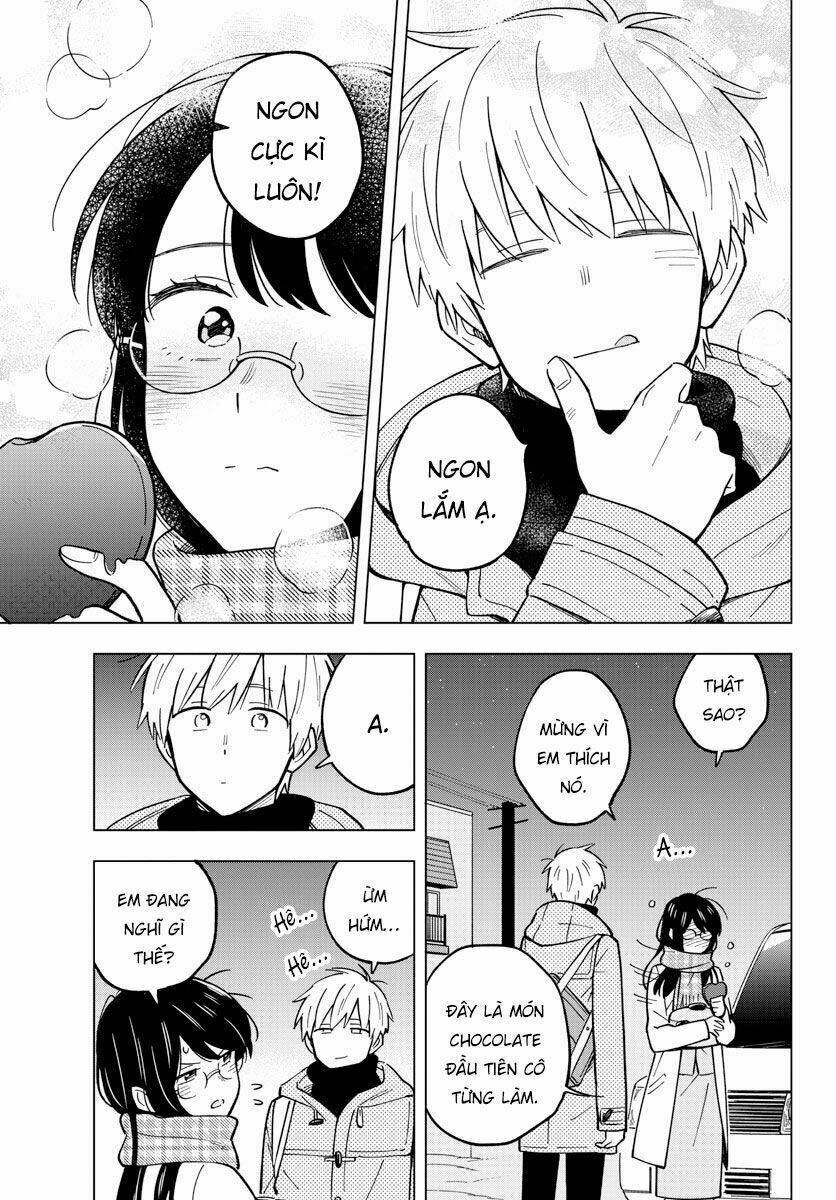 NGON
LẮM Ạ.
NGON
CỰC KÌ
LUÔN!
THẬT
SAO?
MỪNG VÌ
EM THÍCH
NÓ.
A...
ĐÂY LÀ MÓN
CHOCOLATE
ĐẦU TIÊN CÔ
TỪNG LÀM.
A.
ỪM
HỨM...
HÊ...
HÊ...
EM ĐANG
NGHĨ GÌ
THẾ?